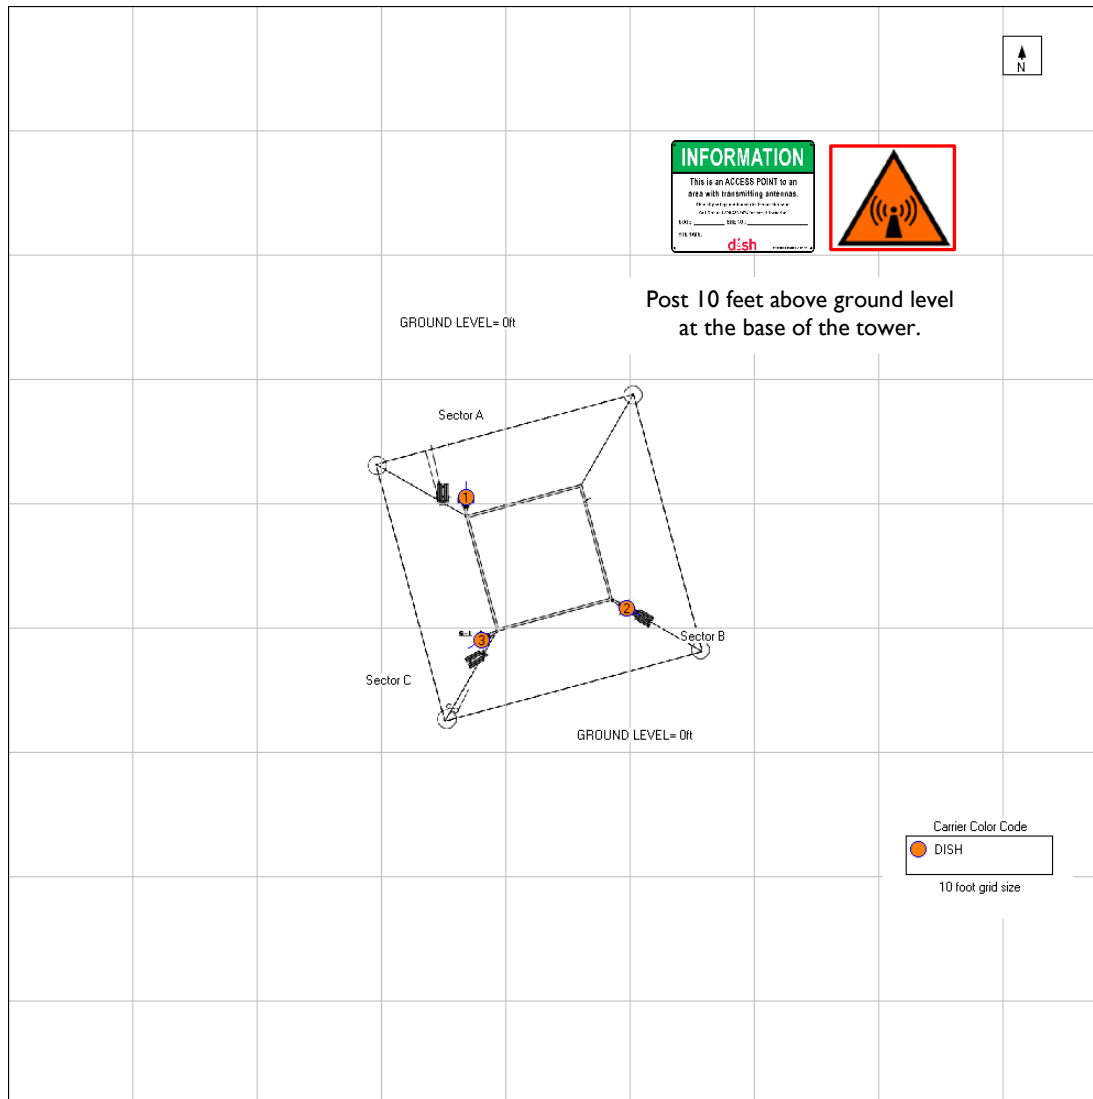 N
INFORMATION
This is an ACCESS POINT to an
area with transmitting antennas.
dish
Post 10 feet above ground level
at the base of the tower.
GROUND LEVEL= 0ft
Sector A
1
2
3
Sector B
Sector C
GROUND LEVEL= 0ft
Carrier Color Code
DISH
10 foot grid size